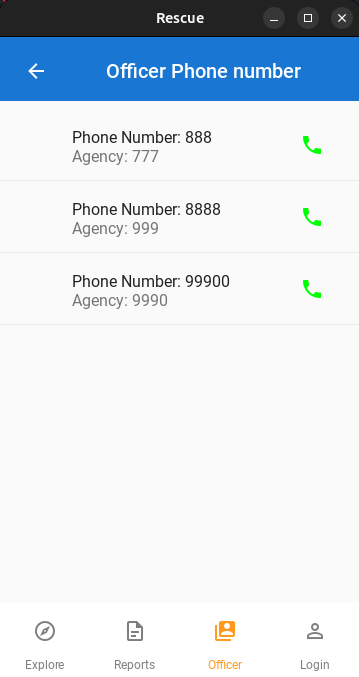 Rescue
Officer Phone number
Phone Number: 888
Agency: 777
Phone Number: 8888
Agency: 999
Phone Number: 99900
Agency: 9990
Explore
Reports
Officer
Login